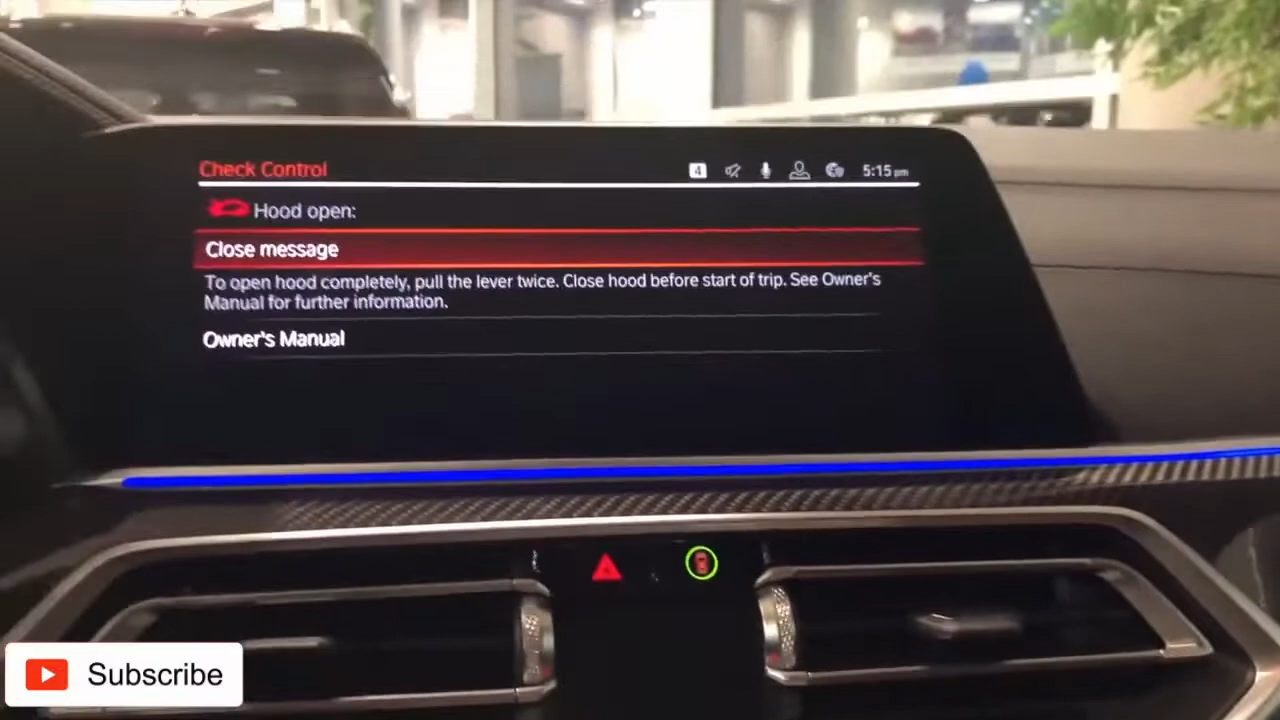 Check Control
4
5:15 pm
Hood open:
Close message
To open hood completely, pull the lever twice. Close hood before start of trip. See Owner's
Manual for further information.
Owner's Manual
Subscribe